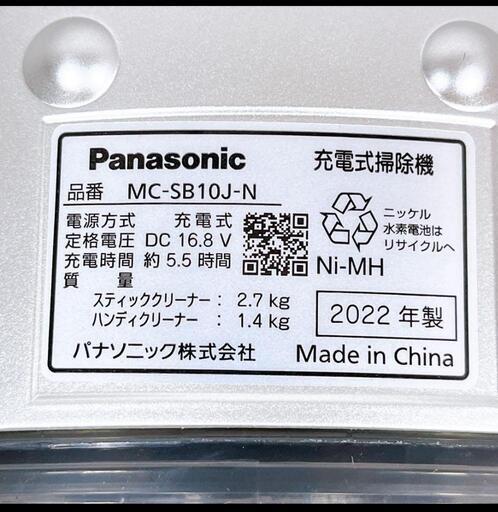 Panasonic 充電式掃除機
品番 MC-SB10J-N
電源方式 充電式
定格電圧 DC 16.8 V
充電時間 約 5.5 時間
質量
スティッククリーナー : 2.7 kg
ハンディクリーナー : 1.4 kg
パナソニック株式会社
ニッケル
水素電池は
リサイクルへ
Ni-MH
2022 年製
Made in China